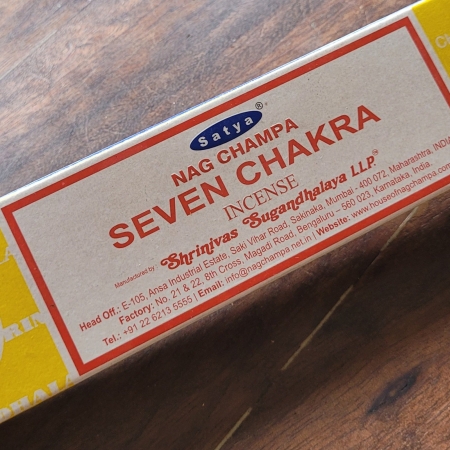 Satya®
NAG CHAMPA
SEVEN CHAKRA
INCENSE
Manufactured by: Shrinivas Sugandhalaya LLP™
Head Off.: E-105, Ansa Industrial Estate, Saki Vihar Road, Sakinaka, Mumbai - 400 072, Maharashtra, INDIA
Factory: No. 21 & 22, 8th Cross, Magadi Road, Bengaluru – 560 023, Karnataka, India.
Tel.: +91 22 6213 5555 | Email: info@nagchampa.net.in | Website: www.houseofnagchampa.com